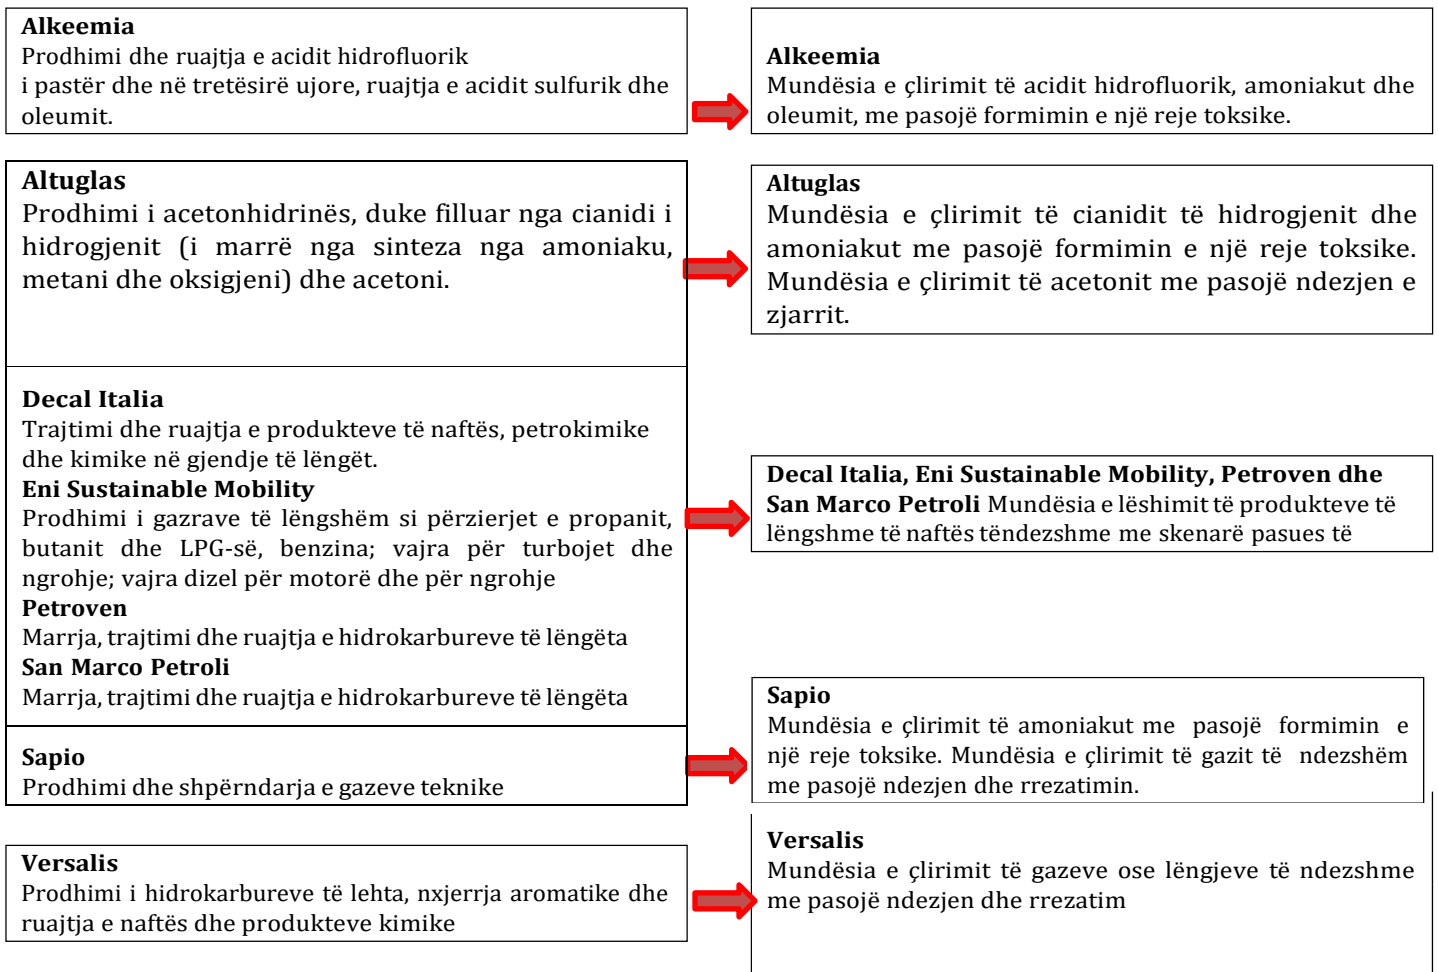 Alkeemia
Prodhimi dhe ruajtja e acidit hidrofluorik
i pastër dhe në tretësirë ujore, ruajtja e acidit sulfurik dhe
oleumit.
Alkeemia
Mundësia e çlirimit të acidit hidrofluorik, amoniakut dhe
oleumit, me pasojë formimin e një reje toksike.
Altuglas
Prodhimi i acetonhidrinës, duke filluar nga cianidi i
hidrogjenit (i marrë nga sinteza nga amoniaku,
metani dhe oksigjeni) dhe acetoni.
Altuglas
Mundësia e çlirimit të cianidit të hidrogjenit dhe
amoniakut me pasojë formimin e një reje toksike.
Mundësia e çlirimit të acetonit me pasojë ndezjen e
zjarrit.
Decal Italia
Trajtimi dhe ruajtja e produkteve të naftës, petrokimike
dhe kimike në gjendje të lëngët.
Eni Sustainable Mobility
Prodhimi i gazrave të lëngshëm si përzierjet e propanit,
butanit dhe LPG-së, benzina; vajra për turbojet dhe
ngrohje; vajra dizel për motorë dhe për ngrohje
Petroven
Marrja, trajtimi dhe ruajtja e hidrokarbureve të lëngëta
San Marco Petroli
Marrja, trajtimi dhe ruajtja e hidrokarbureve të lëngëta
Decal Italia, Eni Sustainable Mobility, Petroven dhe
San Marco Petroli Mundësia e lëshimit të produkteve të
lëngshme të naftës tëndezshme me skenarë pasues të
Sapio
Prodhimi dhe shpërndarja e gazeve teknike
Sapio
Mundësia e çlirimit të amoniakut me pasojë formimin e
një reje toksike. Mundësia e çlirimit të gazit të ndezshëm
me pasojë ndezjen dhe rrezatimin.
Versalis
Prodhimi i hidrokarbureve të lehta, nxjerrja aromatike dhe
ruajtja e naftës dhe produkteve kimike
Versalis
Mundësia e çlirimit të gazeve ose lëngjeve të ndezshme
me pasojë ndezjen dhe rrezatim